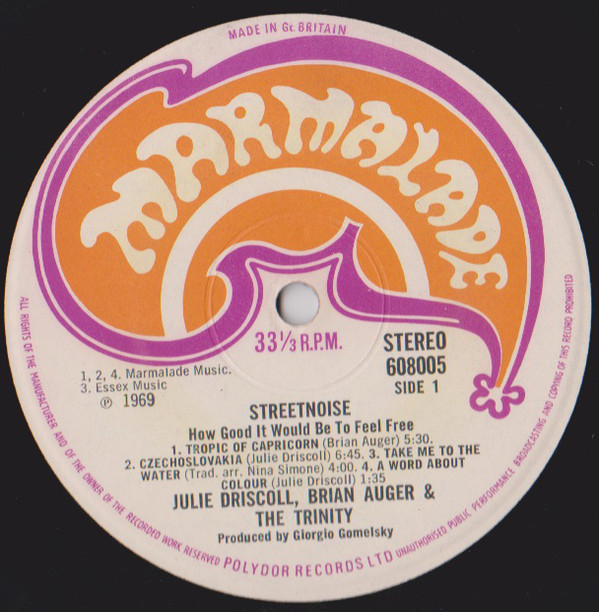 MADE IN Gt. BRITAIN
MARMALADE
33⅓ R.P.M.
STEREO
608005
SIDE 1
1, 2, 4. Marmalade Music.
3. Essex Music
℗ 1969
STREETNOISE
How Good It Would Be To Feel Free
1. TROPIC OF CAPRICORN (Brian Auger) 5:30.
2. CZECHOSLOVAKIA (Julie Driscoll) 6:45. 3. TAKE ME TO THE
WATER (Trad. arr. Nina Simone) 4:00. 4. A WORD ABOUT
COLOUR (Julie Driscoll) 1:35
JULIE DRISCOLL, BRIAN AUGER &
THE TRINITY
Produced by Giorgio Gomelsky
ALL RIGHTS OF THE MANUFACTURER AND OF THE OWNER OF THE RECORDED WORK RESERVED POLYDOR RECORDS LTD UNAUTHORISED PUBLIC PERFORMANCE BROADCASTING AND COPYING OF THIS RECORD PROHIBITED